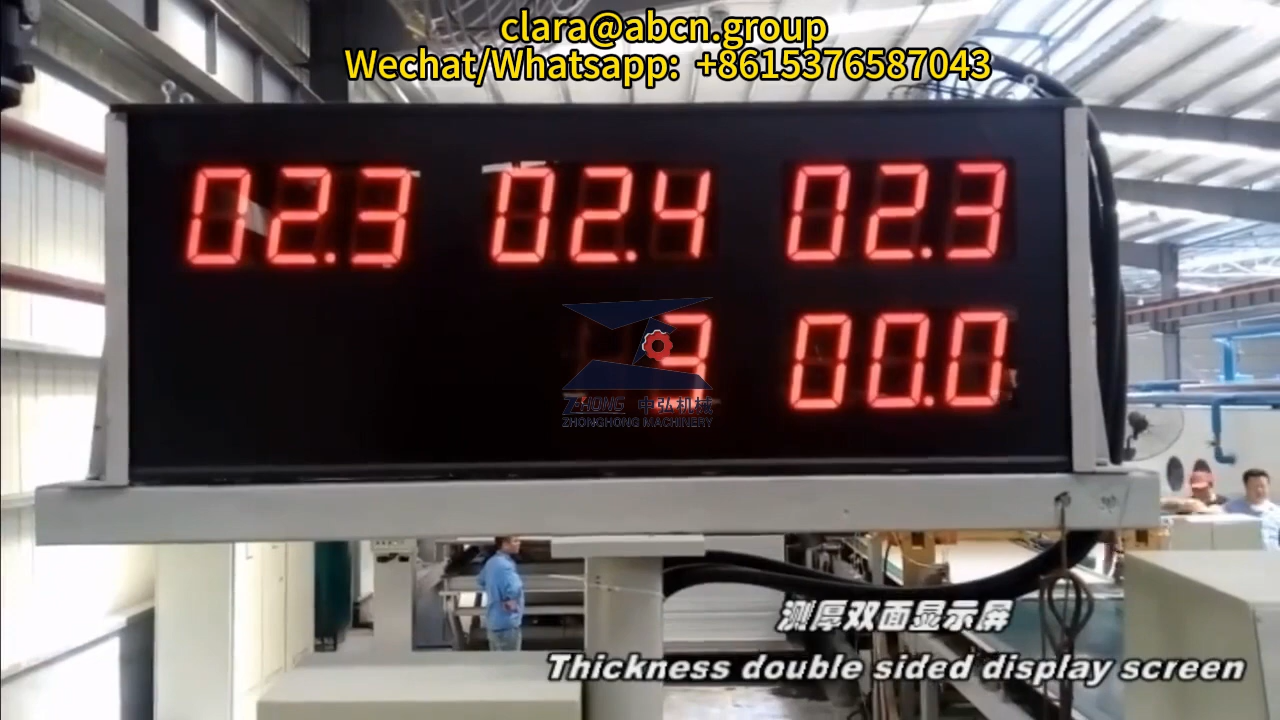 clara@abcn.group
Wechat/Whatsapp: +8615376587043
02.3 02.4 02.3
00.0
Z-HONG 中弘机械
ZHONGHONG MACHINERY
测厚双面显示屏
Thickness double sided display screen